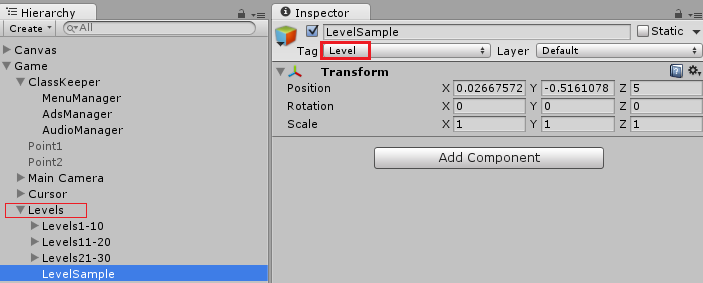 Hierarchy
Create All
Canvas
Game
ClassKeeper
MenuManager
AdsManager
AudioManager
Point1
Point2
Main Camera
Cursor
Levels
Levels1-10
Levels11-20
Levels21-30
LevelSample
Inspector
LevelSample Static
Tag Level Layer Default
Transform
Position X 0.02667572 Y -0.5161078 Z 5
Rotation X 0 Y 0 Z 0
Scale X 1 Y 1 Z 1
Add Component